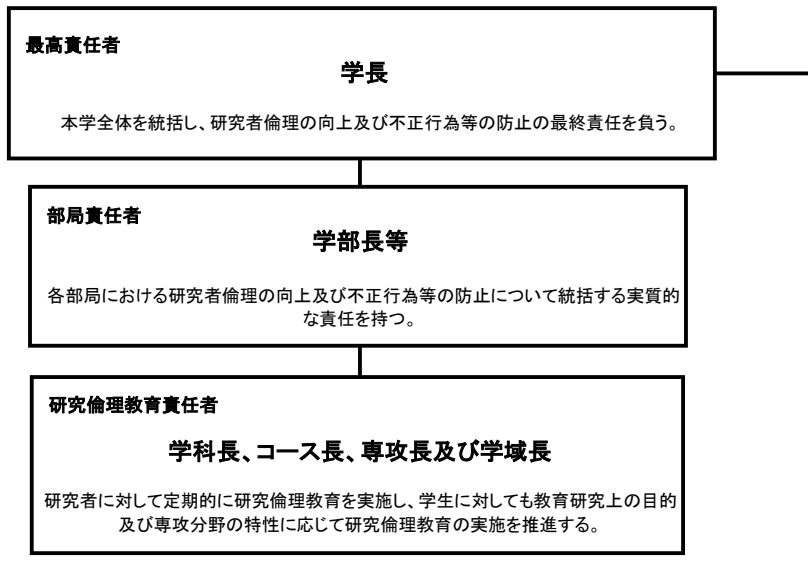 最高責任者
学長
本学全体を統括し、研究者倫理の向上及び不正行為等の防止の最終責任を負う。
部局責任者
学部長等
各部局における研究者倫理の向上及び不正行為等の防止について統括する実質的
な責任を持つ。
研究倫理教育責任者
学科長、コース長、専攻長及び学域長
研究者に対して定期的に研究倫理教育を実施し、学生に対しても教育研究上の目的
及び専攻分野の特性に応じて研究倫理教育の実施を推進する。